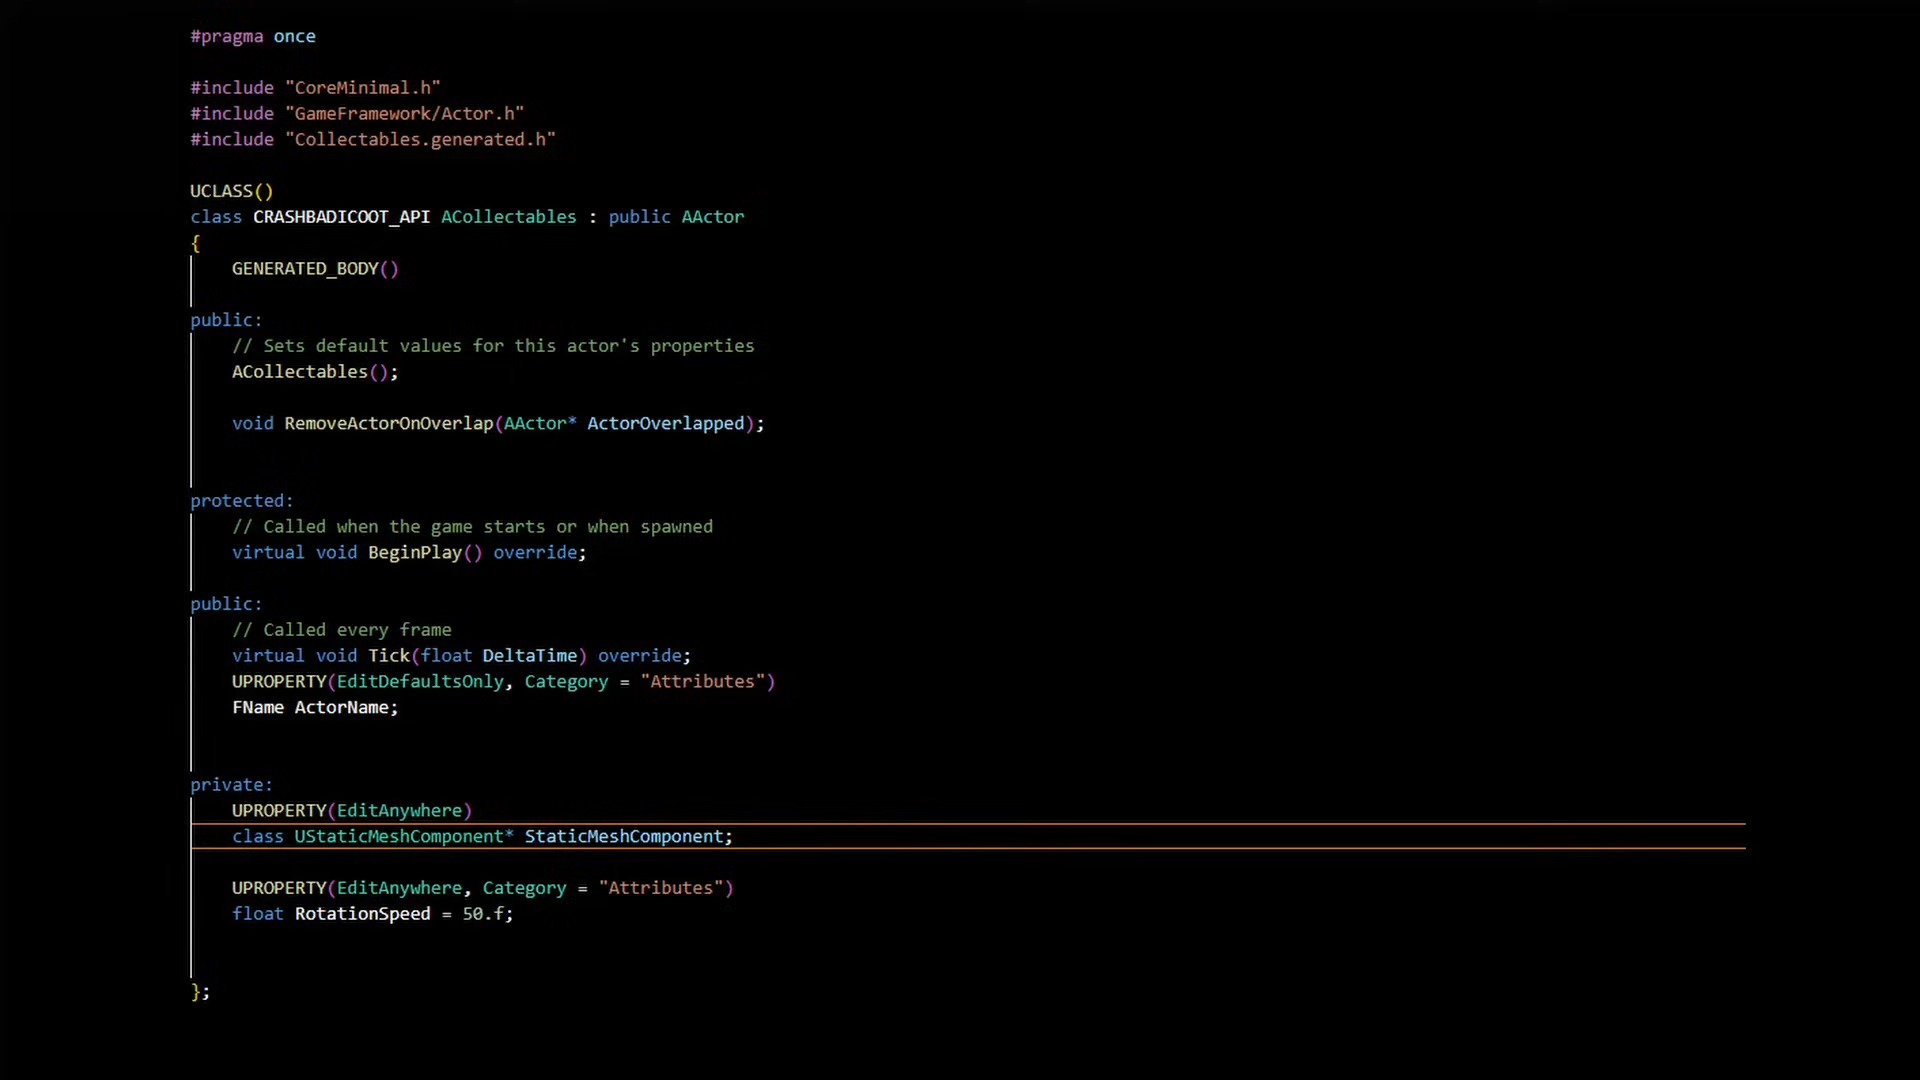 #pragma once
#include "CoreMinimal.h"
#include "GameFramework/Actor.h"
#include "Collectables.generated.h"
UCLASS()
class CRASHBADICOOT_API ACollectables : public AActor
{
GENERATED_BODY()
public:
// Sets default values for this actor's properties
ACollectables();
void RemoveActorOnOverlap(AActor* ActorOverlapped);
protected:
// Called when the game starts or when spawned
virtual void BeginPlay() override;
public:
// Called every frame
virtual void Tick(float DeltaTime) override;
UPROPERTY(EditDefaultsOnly, Category = "Attributes")
FName ActorName;
private:
UPROPERTY(EditAnywhere)
class UStaticMeshComponent* StaticMeshComponent;
UPROPERTY(EditAnywhere, Category = "Attributes")
float RotationSpeed = 50.f;
};